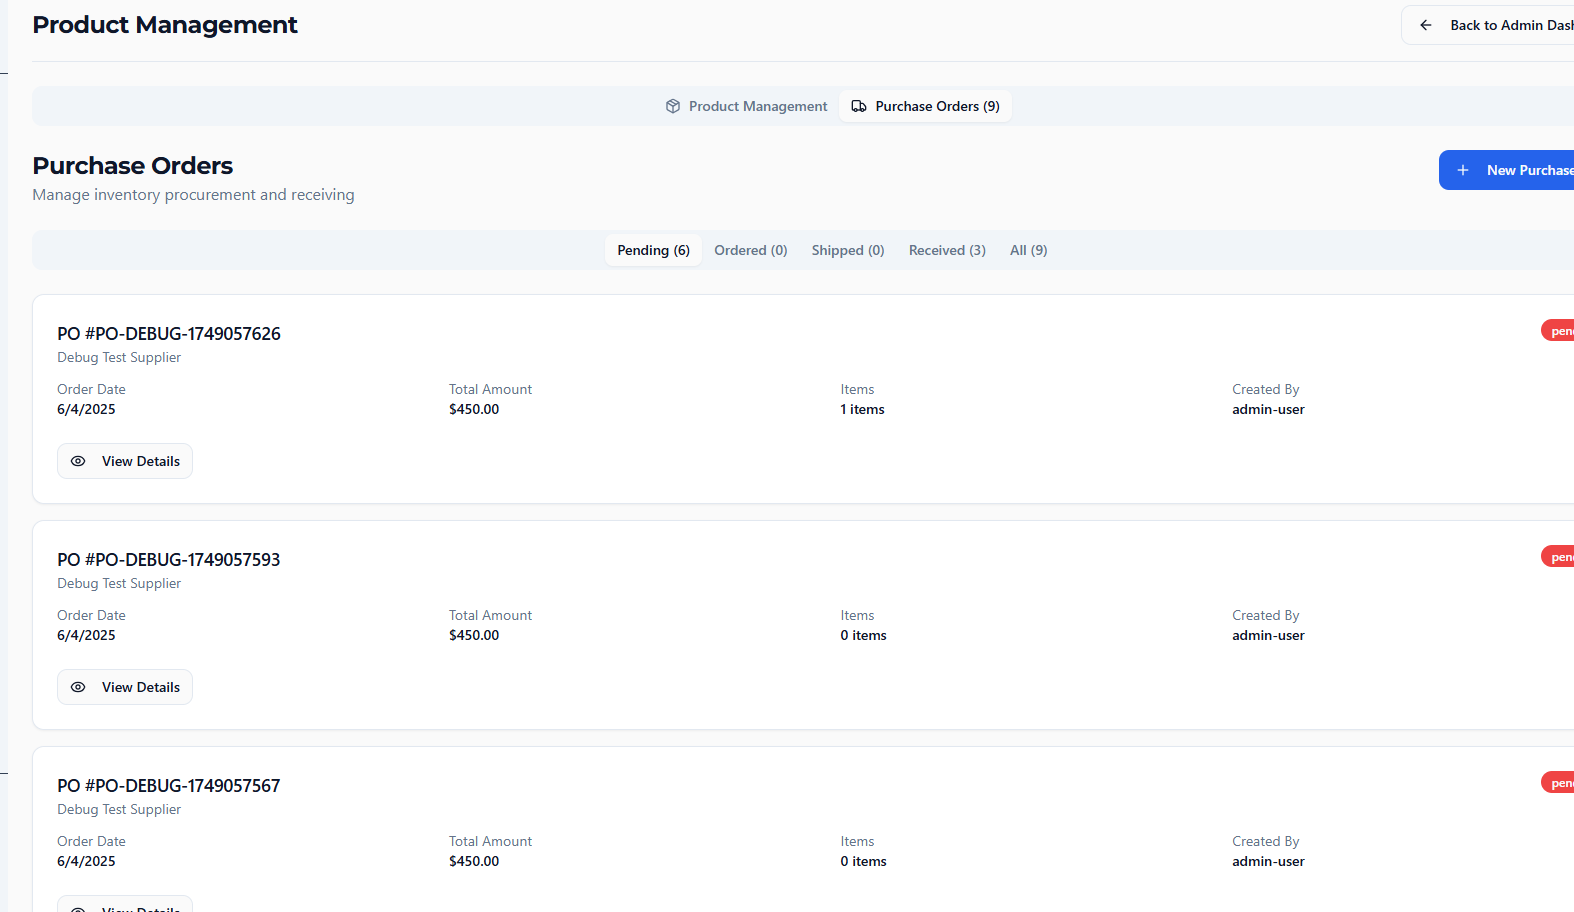 Product Management
Back to Admin Dash
Product Management
Purchase Orders (9)
Purchase Orders
Manage inventory procurement and receiving
New Purchase
Pending (6)
Ordered (0)
Shipped (0)
Received (3)
All (9)
PO #PO-DEBUG-1749057626
pend
Debug Test Supplier
Order Date
Total Amount
Items
Created By
6/4/2025
$450.00
1 items
admin-user
View Details
PO #PO-DEBUG-1749057593
pend
Debug Test Supplier
Order Date
Total Amount
Items
Created By
6/4/2025
$450.00
0 items
admin-user
View Details
PO #PO-DEBUG-1749057567
pend
Debug Test Supplier
Order Date
Total Amount
Items
Created By
6/4/2025
$450.00
0 items
admin-user
View Details